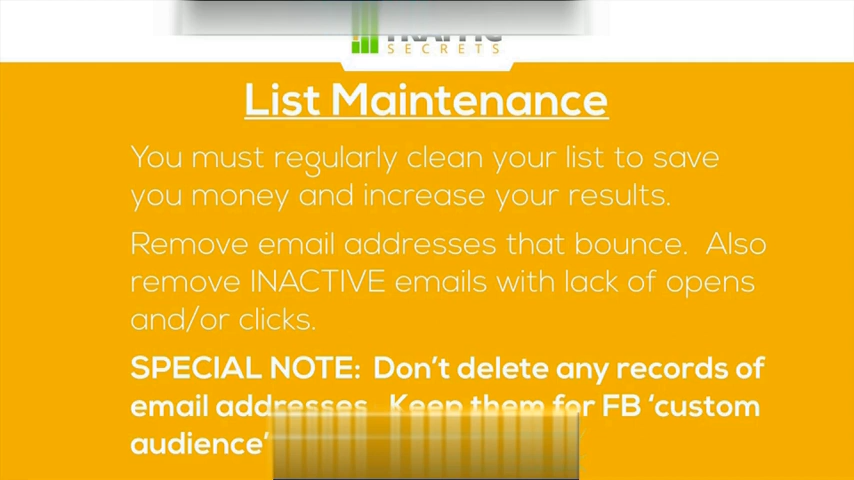 TRAFFIC
SECRETS
List Maintenance
You must regularly clean your list to save
you money and increase your results.
Remove email addresses that bounce. Also
remove INACTIVE emails with lack of opens
and/or clicks.
SPECIAL NOTE: Don't delete any records of
email addresses. Keep them for FB 'custom
audience'